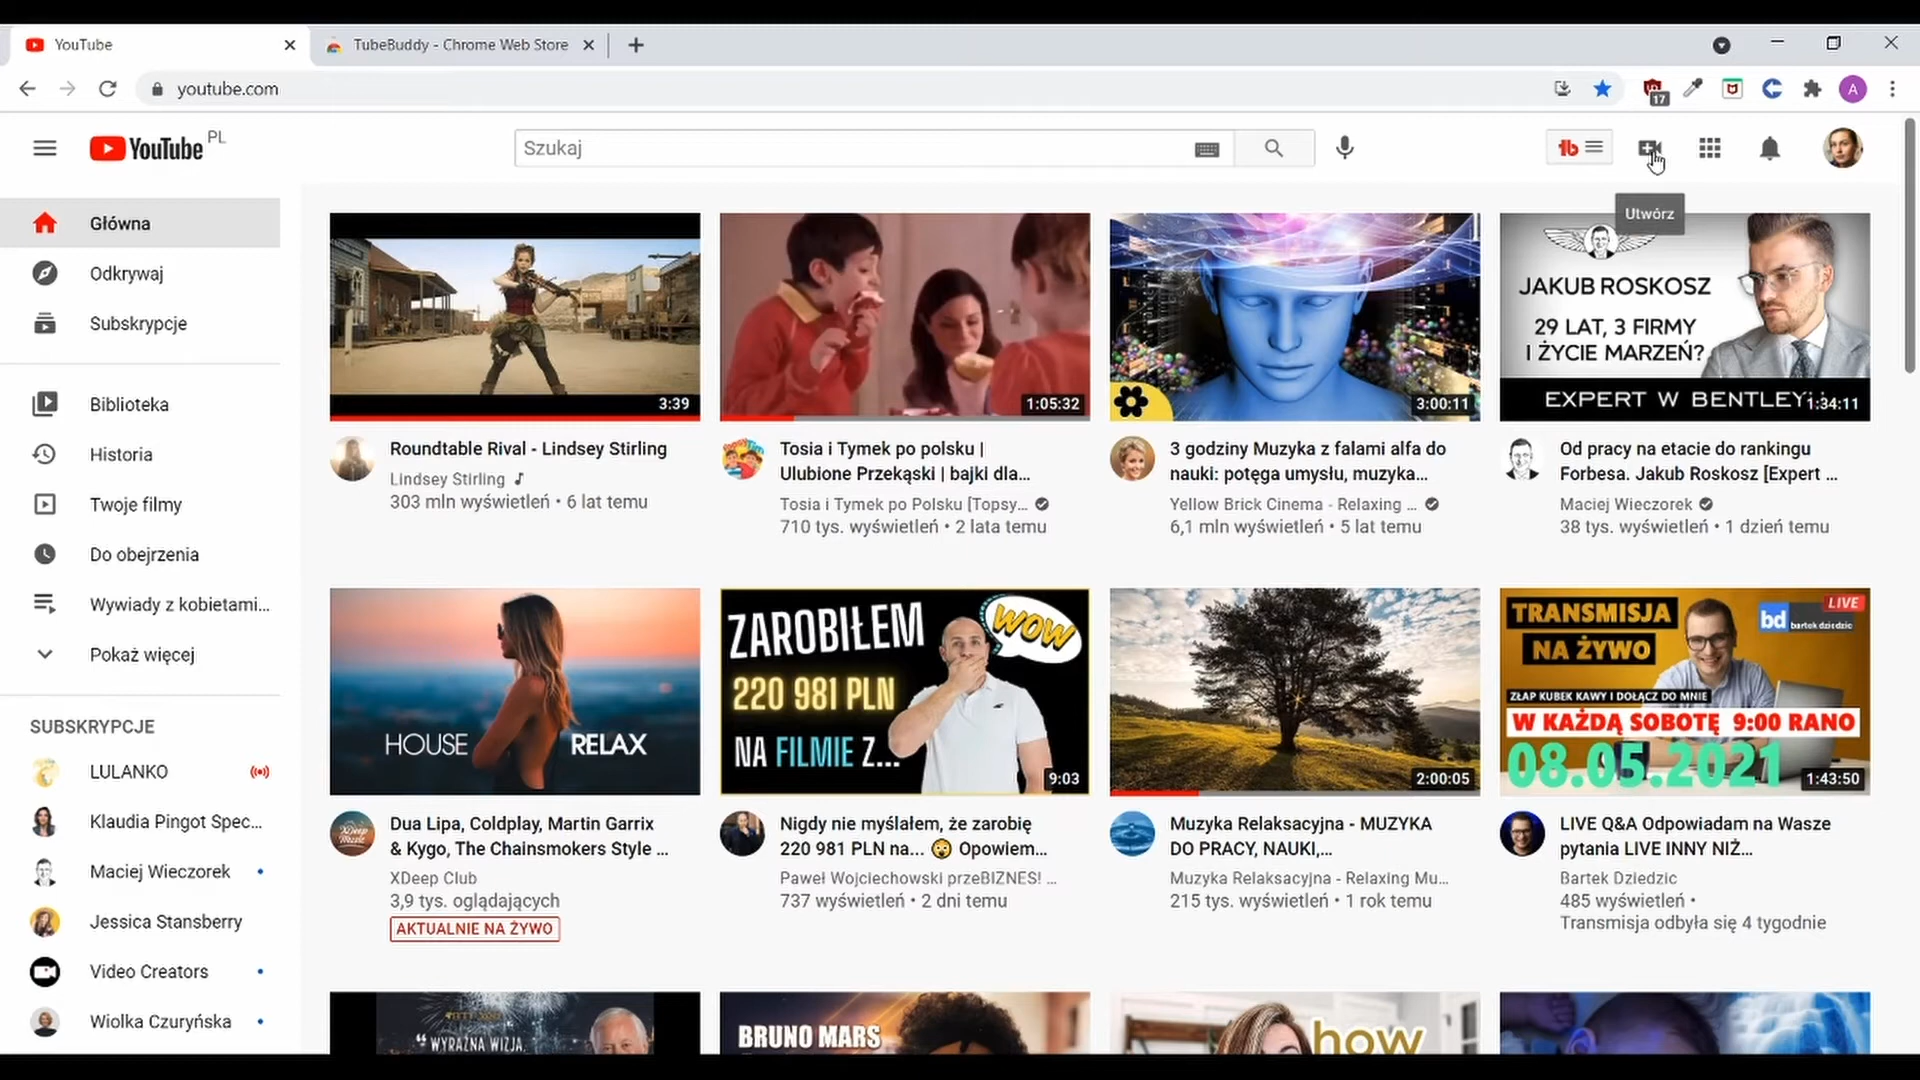 YouTube
TubeBuddy - Chrome Web Store
youtube.com
17
A
YouTube PL
Szukaj
Utwórz
Główna
Odkrywaj
Subskrypcje
Biblioteka
Historia
Twoje filmy
Do obejrzenia
Wywiady z kobietami...
Pokaż więcej
SUBSKRYPCJE
LULANKO
Klaudia Pingot Spec...
Maciej Wieczorek
Jessica Stansberry
Video Creators
Wiolka Czuryńska
3:39
Roundtable Rival - Lindsey Stirling
Lindsey Stirling
303 mln wyświetleń • 6 lat temu
1:05:32
Tosia i Tymek po polsku |
Ulubione Przekąski | bajki dla...
Tosia i Tymek po Polsku [Topsy...
710 tys. wyświetleń • 2 lata temu
3:00:11
3 godziny Muzyka z falami alfa do
nauki: potęga umysłu, muzyka...
Yellow Brick Cinema - Relaxing ...
6,1 mln wyświetleń • 5 lat temu
JAKUB ROSKOSZ
29 LAT, 3 FIRMY
I ŻYCIE MARZEŃ?
EXPERT W BENTLEY
1:34:11
Od pracy na etacie do rankingu
Forbesa. Jakub Roskosz [Expert ...
Maciej Wieczorek
38 tys. wyświetleń • 1 dzień temu
HOUSE RELAX
Dua Lipa, Coldplay, Martin Garrix
& Kygo, The Chainsmokers Style ...
XDeep Club
3,9 tys. oglądających
AKTUALNIE NA ŻYWO
ZAROBIŁEM
WOW
220 981 PLN
NA FILMIE Z...
9:03
Nigdy nie myślałem, że zarobię
220 981 PLN na... 😲 Opowiem...
Paweł Wojciechowski przeBIZNES! ...
737 wyświetleń • 2 dni temu
2:00:05
Muzyka Relaksacyjna - MUZYKA
DO PRACY, NAUKI,...
Muzyka Relaksacyjna - Relaxing Mu...
215 tys. wyświetleń • 1 rok temu
TRANSMISJA
NA ŻYWO
LIVE
bd bartek dziedzic
ZŁAP KUBEK KAWY I DOŁĄCZ DO MNIE
W KAŻDĄ SOBOTĘ 9:00 RANO
08.05.2021
1:43:50
LIVE Q&A Odpowiadam na Wasze
pytania LIVE INNY NIŻ...
Bartek Dziedzic
485 wyświetleń •
Transmisja odbyła się 4 tygodnie
“ WYRAŹNA WIZJA,
BRUNO MARS
how